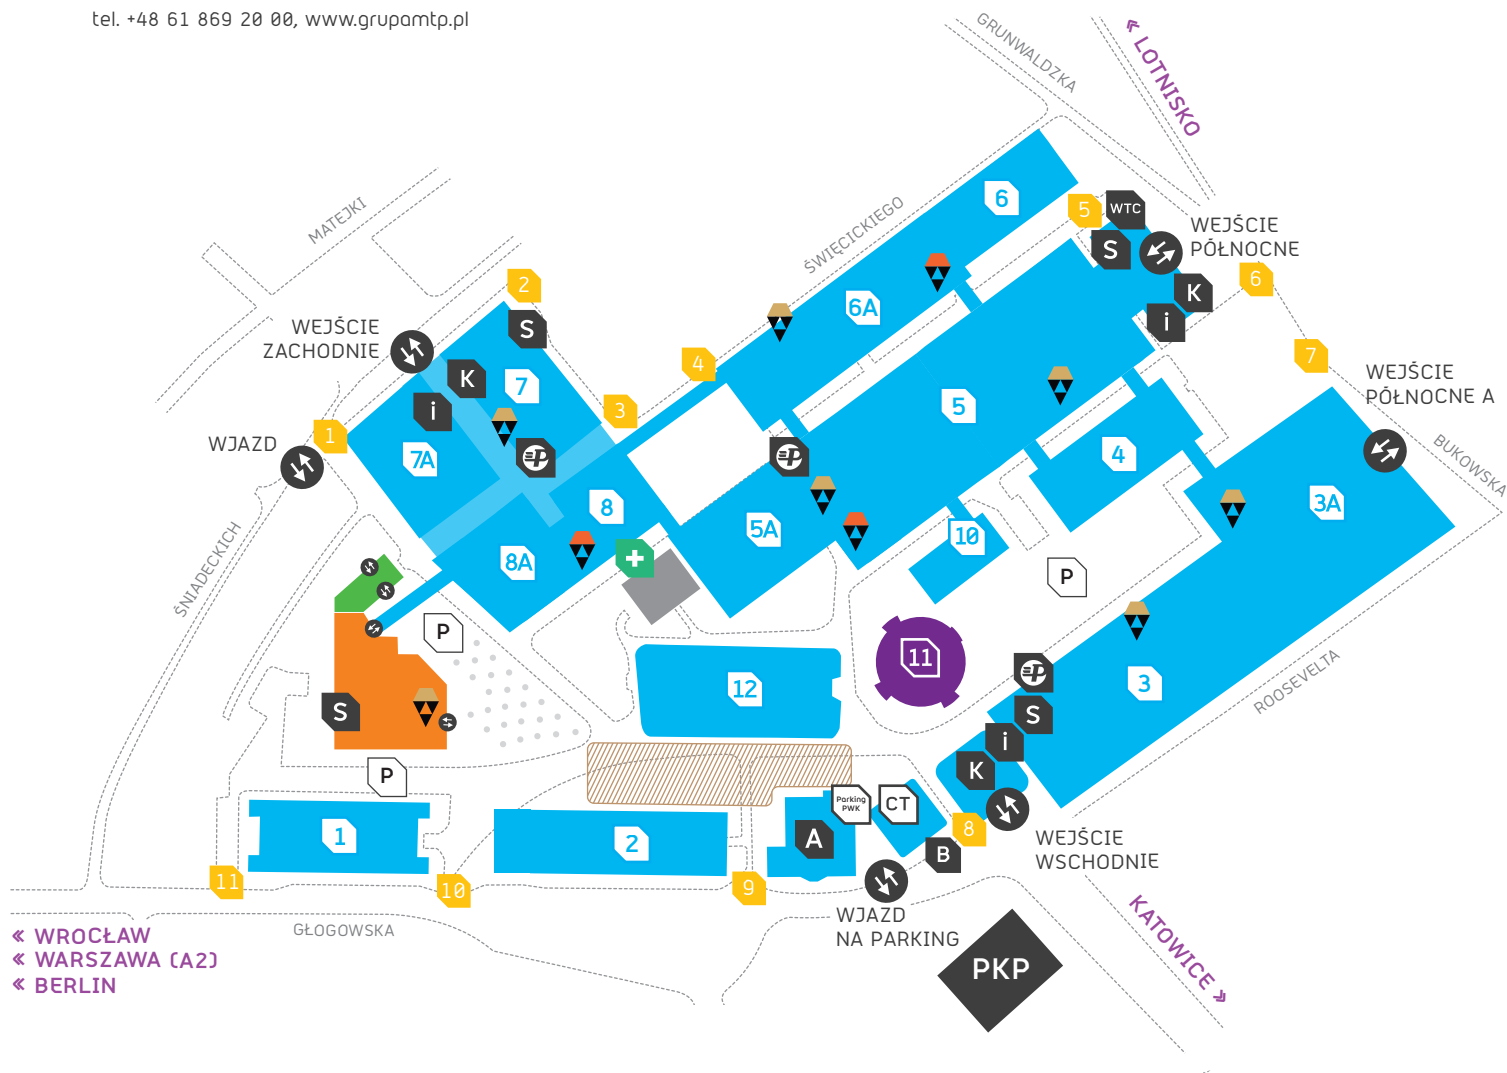 tel. +48 61 869 20 00, www.grupamtp.pl
GRUNWALDZKA
« LOTNISKO
MATEJKI
ŚWIĘCICKIEGO
6
5
WTC
WEJŚCIE
PÓŁNOCNE
S
6
K
i
2
S
6A
WEJŚCIE
ZACHODNIE
K
7
i
4
3
7
WEJŚCIE
PÓŁNOCNE A
BUKOWSKA
WJAZD
1
7A
P
5
P
4
3A
8
5A
10
8A
P
ŚNIADECKICH
P
11
12
P
S
3
ROOSEVELTA
S
i
K
P
Parking
PWK
CT
1
2
A
B
8
WEJŚCIE
WSCHODNIE
11
10
9
WJAZD
NA PARKING
GŁOGOWSKA
« WROCŁAW
« WARSZAWA (A2)
« BERLIN
PKP
KATOWICE »